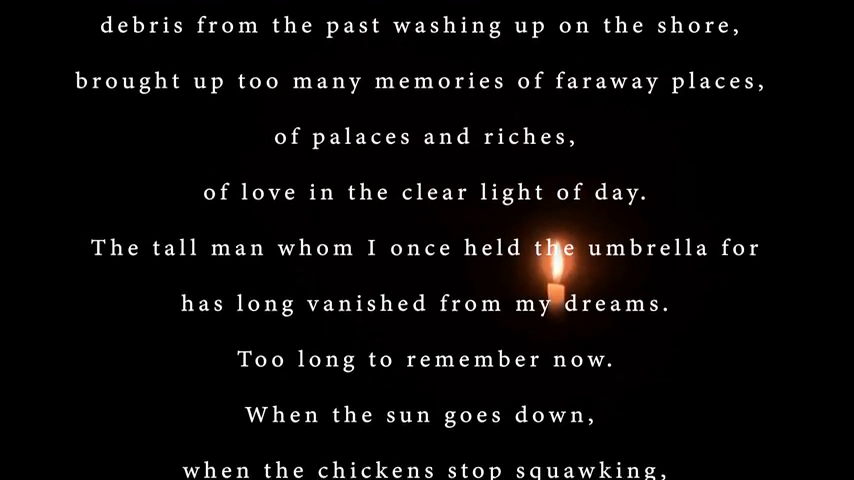 debris from the past washing up on the shore,
brought up too many memories of faraway places,
of palaces and riches,
of love in the clear light of day.
The tall man whom I once held the umbrella for
has long vanished from my dreams.
Too long to remember now.
When the sun goes down,
when the chickens stop squawking,